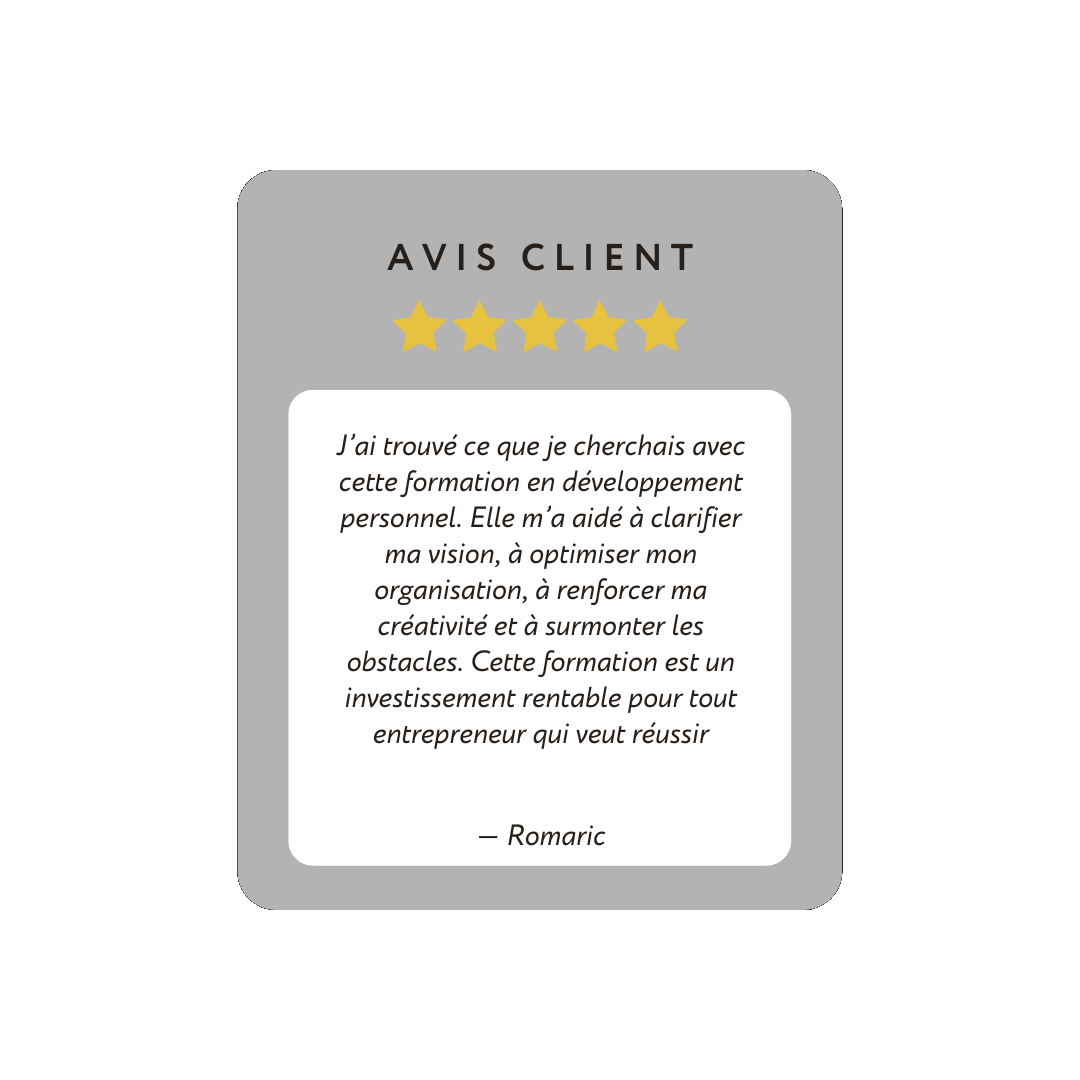 AVIS CLIENT
J’ai trouvé ce que je cherchais avec
cette formation en développement
personnel. Elle m’a aidé à clarifier
ma vision, à optimiser mon
organisation, à renforcer ma
créativité et à surmonter les
obstacles. Cette formation est un
investissement rentable pour tout
entrepreneur qui veut réussir
— Romaric